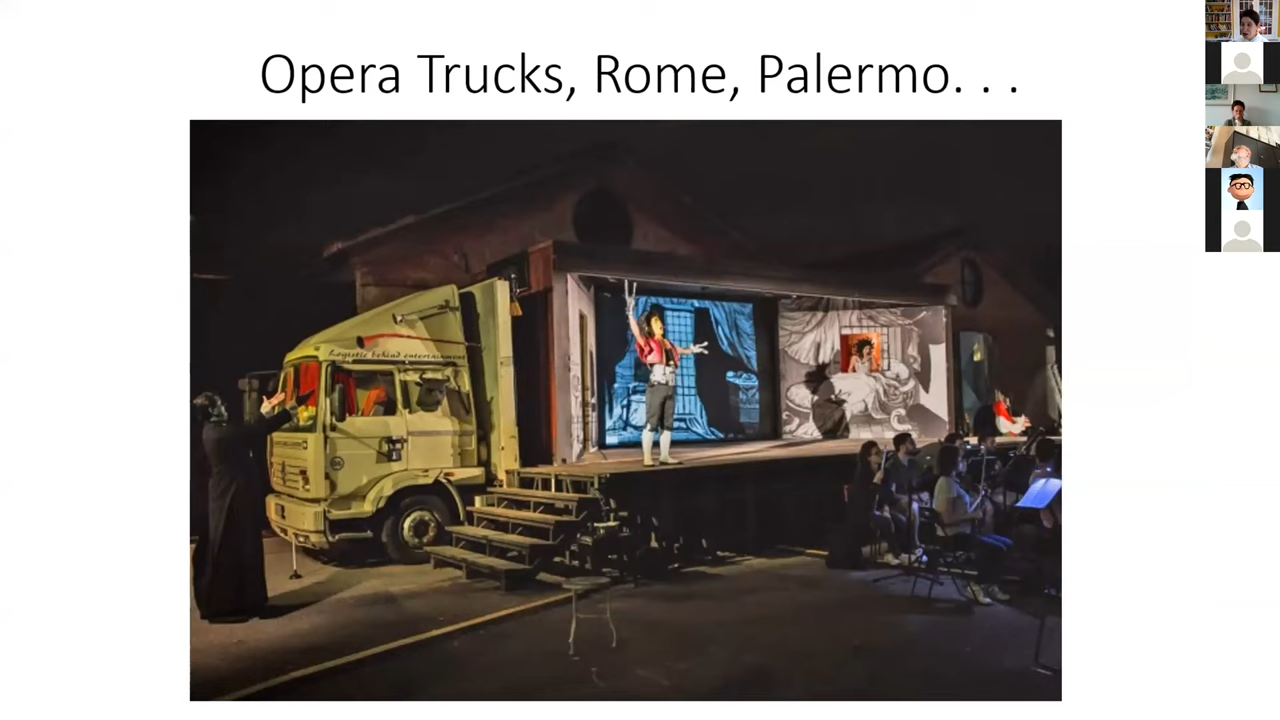 Opera Trucks, Rome, Palermo. . .
Logistic behind entertainment